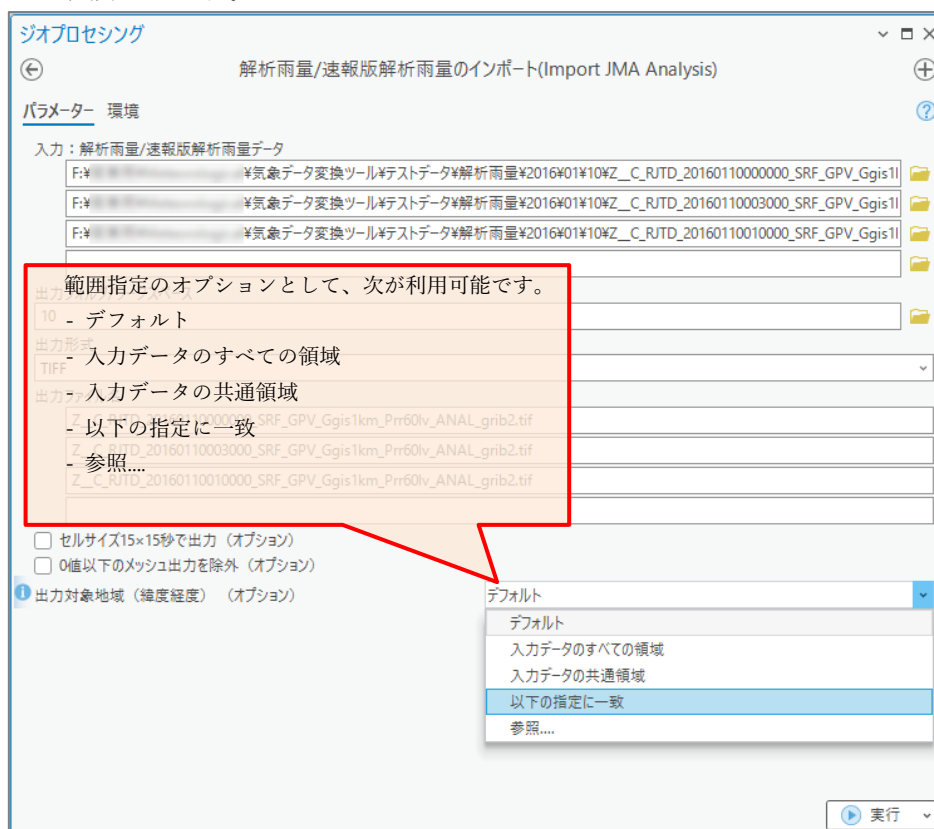 ジオプロセシング
解析雨量/速報版解析雨量のインポート(Import JMA Analysis)
パラメーター 環境
入力：解析雨量/速報版解析雨量データ
F:¥ ¥気象データ変換ツール¥テストデータ¥解析雨量¥2016¥01¥10¥Z__C_RJTD_20160110000000_SRF_GPV_Ggis1
F:¥ ¥気象データ変換ツール¥テストデータ¥解析雨量¥2016¥01¥10¥Z__C_RJTD_20160110003000_SRF_GPV_Ggis1
F:¥ ¥気象データ変換ツール¥テストデータ¥解析雨量¥2016¥01¥10¥Z__C_RJTD_20160110010000_SRF_GPV_Ggis1
範囲指定のオプションとして、次が利用可能です。
- デフォルト
- 入力データのすべての領域
- 入力データの共通領域
- 以下の指定に一致
- 参照....
10
出力形式
TIFF
Z__C_RJTD_20160110000000_SRF_GPV_Ggis1km_Prr60lv_ANAL_grib2.tif
Z__C_RJTD_20160110003000_SRF_GPV_Ggis1km_Prr60lv_ANAL_grib2.tif
Z__C_RJTD_20160110010000_SRF_GPV_Ggis1km_Prr60lv_ANAL_grib2.tif
セルサイズ15×15秒で出力（オプション）
0値以下のメッシュ出力を除外（オプション）
出力対象地域（緯度経度）（オプション）
デフォルト
デフォルト
入力データのすべての領域
入力データの共通領域
以下の指定に一致
参照....
実行